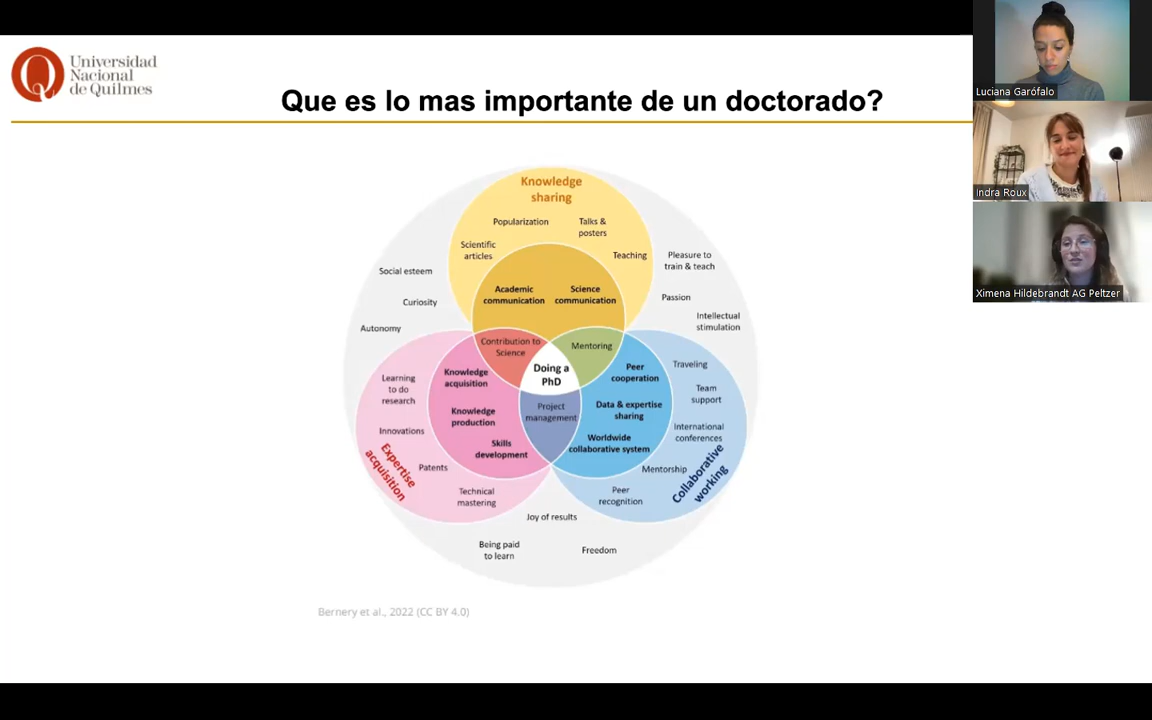 Universidad
Nacional
de Quilmes
Que es lo mas importante de un doctorado?
Luciana Garófalo
Indra Roux
Ximena Hildebrandt AG Peltzer
Knowledge
sharing
Popularization
Talks &
posters
Scientific
articles
Teaching
Pleasure to
train & teach
Social esteem
Curiosity
Autonomy
Passion
Intellectual
stimulation
Academic
communication
Science
communication
Contribution to
Science
Mentoring
Doing a
PhD
Knowledge
acquisition
Peer
cooperation
Traveling
Learning
to do
research
Team
support
Knowledge
production
Project
management
Data & expertise
sharing
Innovations
International
conferences
Skills
development
Worldwide
collaborative system
Expertise
acquisition
Patents
Mentorship
Collaborative
working
Technical
mastering
Peer
recognition
Joy of results
Being paid
to learn
Freedom
Bernery et al., 2022 (CC BY 4.0)